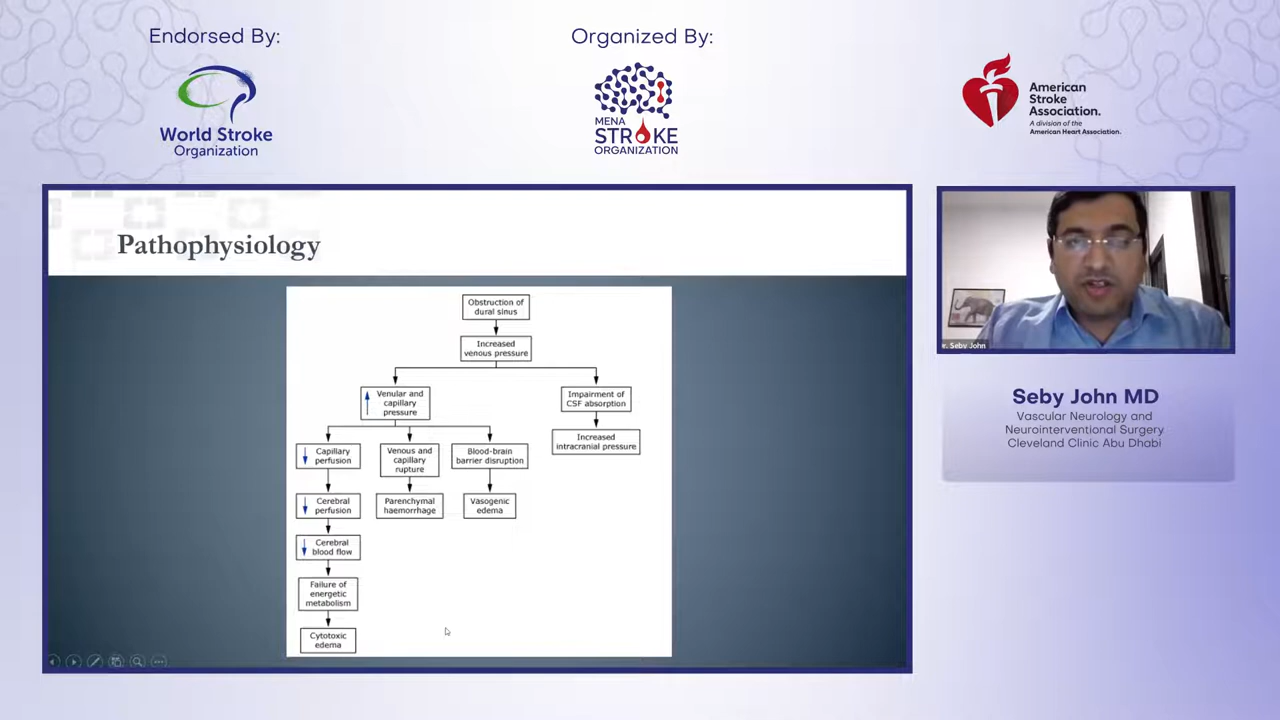 Endorsed By:
World Stroke
Organization
Organized By:
MENA
STROKE
ORGANIZATION
American
Stroke
Association.
A division of the
American Heart Association.
Pathophysiology
Obstruction of
dural sinus
Increased
venous pressure
Venular and
capillary
pressure
Impairment of
CSF absorption
Increased
intracranial pressure
Capillary
perfusion
Venous and
capillary
rupture
Blood-brain
barrier disruption
Cerebral
perfusion
Parenchymal
haemorrhage
Vasogenic
edema
Cerebral
blood flow
Failure of
energetic
metabolism
Cytotoxic
edema
r. Seby John
Seby John MD
Vascular Neurology and
Neurointerventional Surgery
Cleveland Clinic Abu Dhabi